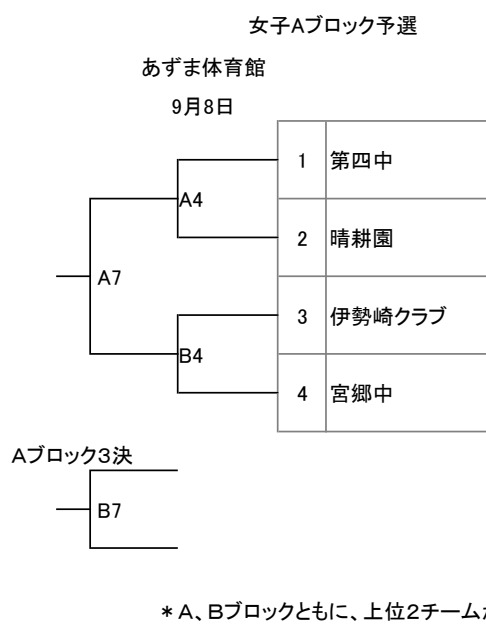 女子Aブロック予選
あずま体育館
9月8日
1 第四中
A4
2 晴耕園
A7
3 伊勢崎クラブ
B4
4 宮郷中
Aブロック3決
B7
＊A、Bブロックともに、上位2チーム